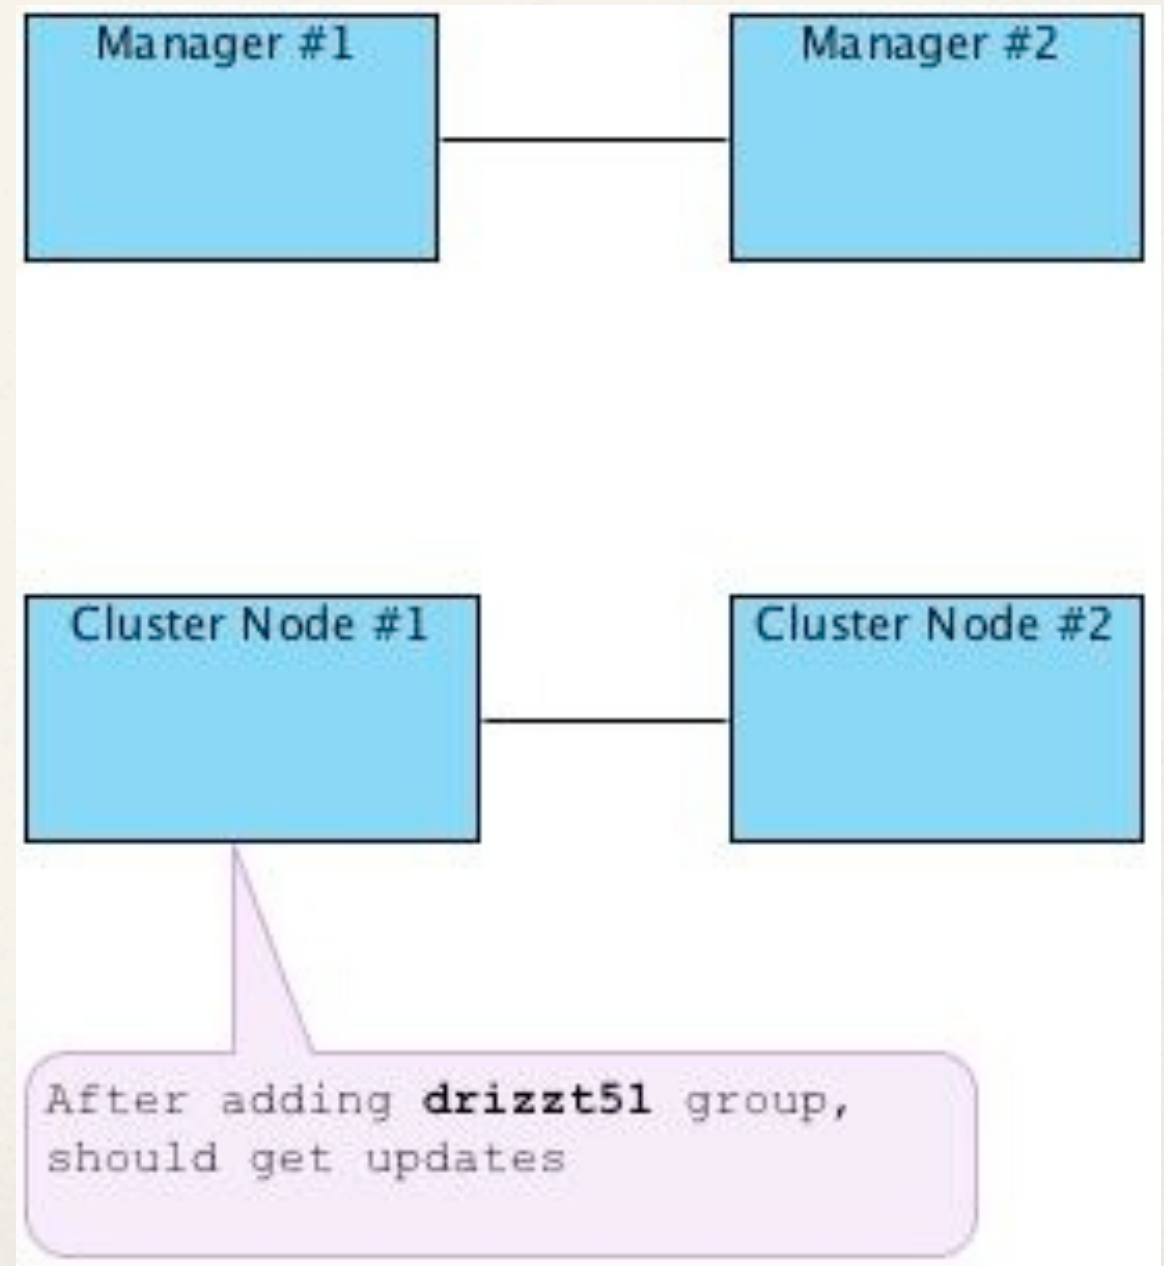 Manager #1
Manager #2
Cluster Node #1
Cluster Node #2
After adding drizzt51 group,
should get updates